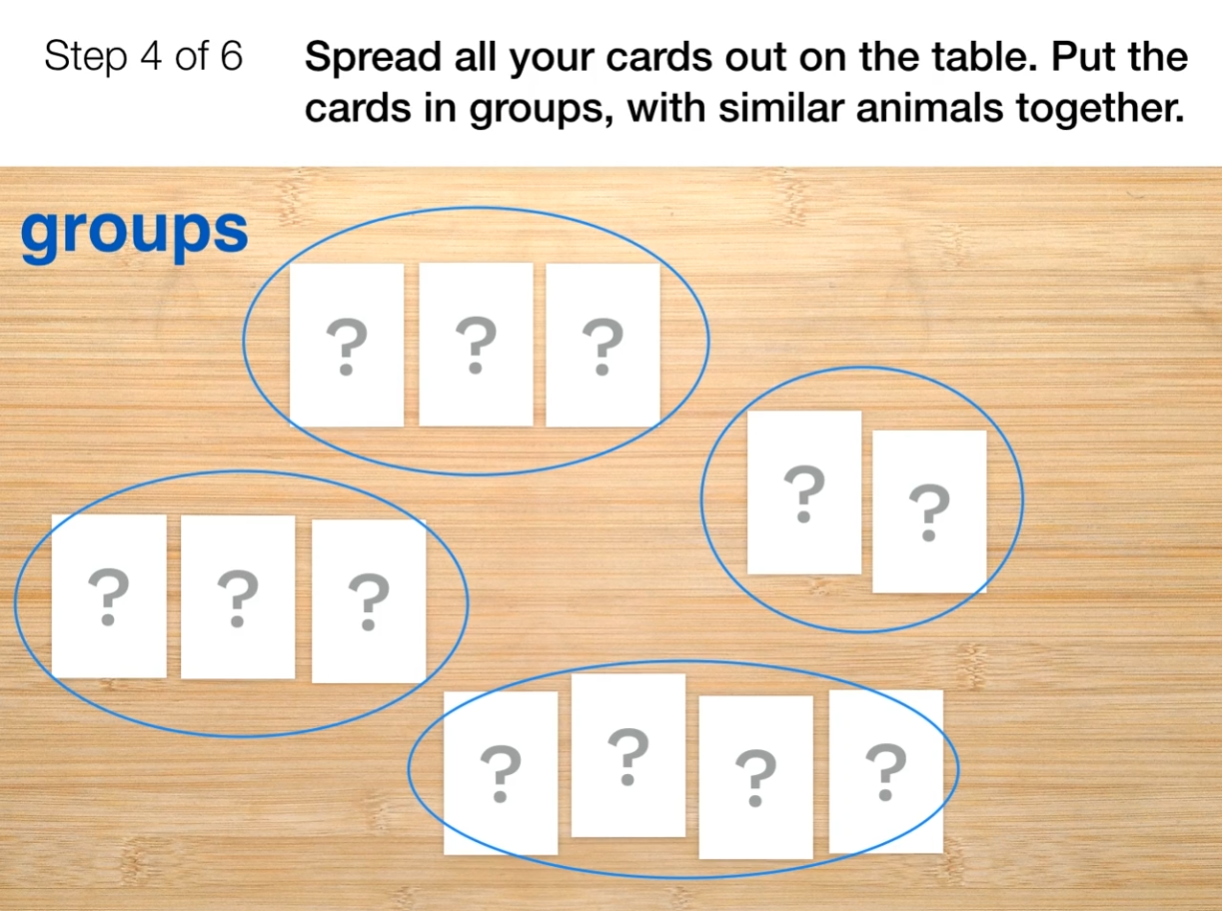 Step 4 of 6
Spread all your cards out on the table. Put the
cards in groups, with similar animals together.
groups
? ? ?
? ?
? ? ?
? ? ? ?